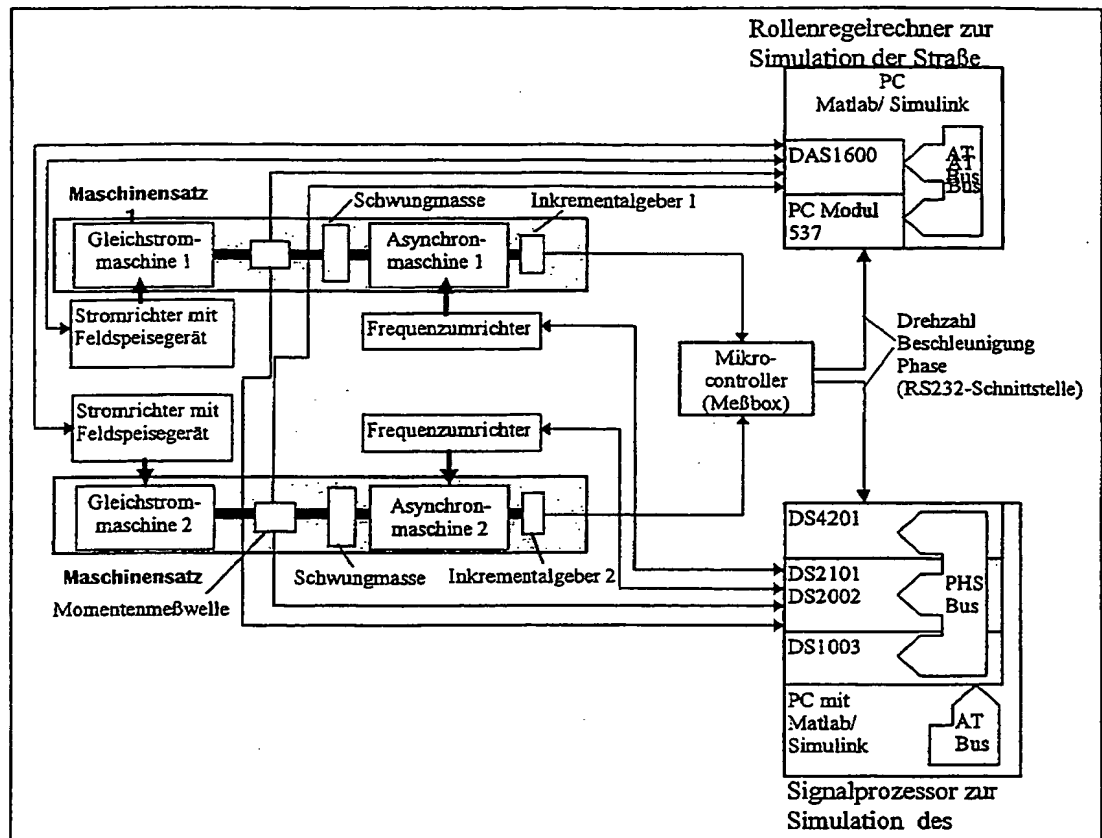 Rollenregelrechner zur
Simulation der Straße
PC
Matlab/ Simulink
DAS1600
AT
Bus
AT
Bus
PC Modul
537
Maschinensatz
1
Schwungmasse
Inkrementalgeber 1
Gleichstrom-
maschine 1
Asynchron-
maschine 1
Stromrichter mit
Feldspeisegerät
Frequenzumrichter
Mikro-
controller
(Meßbox)
Drehzahl
Beschleunigung
Phase
(RS232-Schnittstelle)
Stromrichter mit
Feldspeisegerät
Frequenzumrichter
Gleichstrom-
maschine 2
Asynchron-
maschine 2
Maschinensatz
Schwungmasse
Inkrementalgeber 2
Momentenmeßwelle
DS4201
DS2101
DS2002
PHS
Bus
DS1003
PC mit
Matlab/
Simulink
AT
Bus
Signalprozessor zur
Simulation des